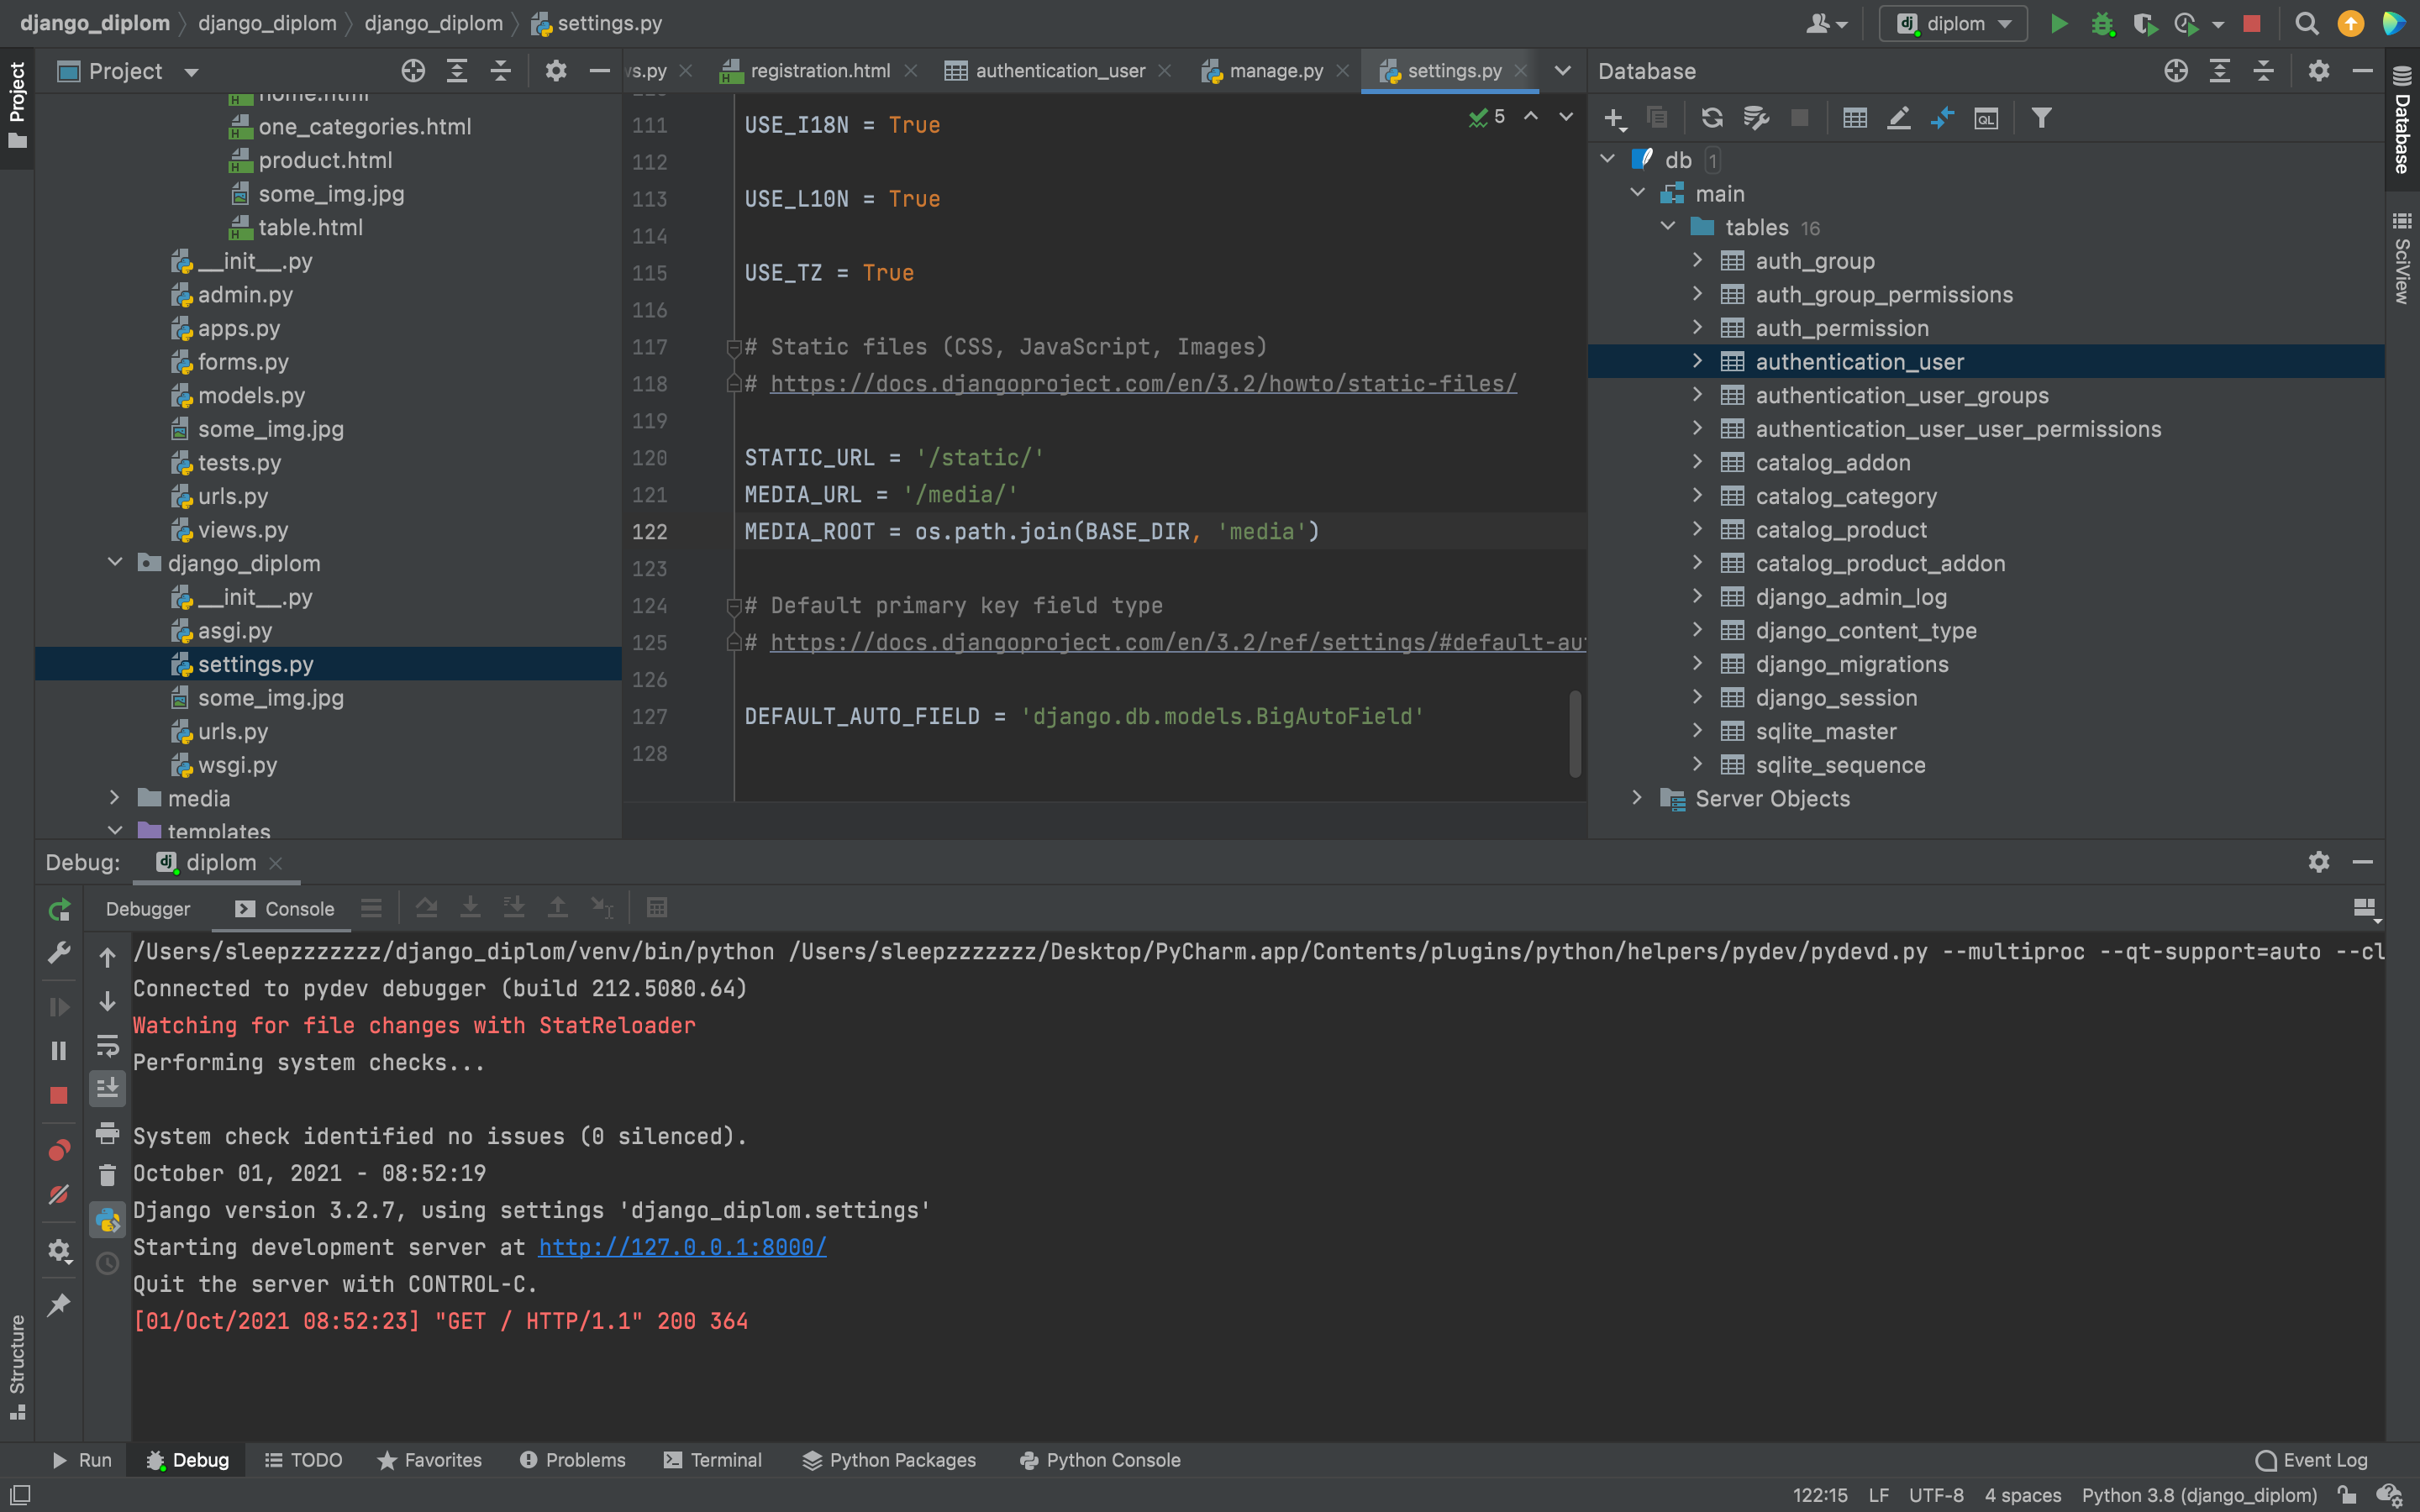 django_diplom django_diplom django_diplom settings.py
diplom
Project
Project
home.html
one_categories.html
product.html
some_img.jpg
table.html
__init__.py
admin.py
apps.py
forms.py
models.py
some_img.jpg
tests.py
urls.py
views.py
django_diplom
__init__.py
asgi.py
settings.py
some_img.jpg
urls.py
wsgi.py
media
templates
registration.html authentication_user manage.py settings.py
5
111 USE_I18N = True
112
113 USE_L10N = True
114
115 USE_TZ = True
116
117 # Static files (CSS, JavaScript, Images)
118 # https://docs.djangoproject.com/en/3.2/howto/static-files/
119
120 STATIC_URL = '/static/'
121 MEDIA_URL = '/media/'
122 MEDIA_ROOT = os.path.join(BASE_DIR, 'media')
123
124 # Default primary key field type
125 # https://docs.djangoproject.com/en/3.2/ref/settings/#default-au
126
127 DEFAULT_AUTO_FIELD = 'django.db.models.BigAutoField'
128
Database
QL
db 1
main
tables 16
auth_group
auth_group_permissions
auth_permission
authentication_user
authentication_user_groups
authentication_user_user_permissions
catalog_addon
catalog_category
catalog_product
catalog_product_addon
django_admin_log
django_content_type
django_migrations
django_session
sqlite_master
sqlite_sequence
Server Objects
Database
SciView
Debug: diplom
Debugger Console
/Users/sleepzzzzzzz/django_diplom/venv/bin/python /Users/sleepzzzzzzz/Desktop/PyCharm.app/Contents/plugins/python/helpers/pydev/pydevd.py --multiproc --qt-support=auto --cl
Connected to pydev debugger (build 212.5080.64)
Watching for file changes with StatReloader
Performing system checks...
System check identified no issues (0 silenced).
October 01, 2021 - 08:52:19
Django version 3.2.7, using settings 'django_diplom.settings'
Starting development server at http://127.0.0.1:8000/
Quit the server with CONTROL-C.
[01/Oct/2021 08:52:23] "GET / HTTP/1.1" 200 364
Structure
Run Debug TODO Favorites Problems Terminal Python Packages Python Console Event Log
122:15 LF UTF-8 4 spaces Python 3.8 (django_diplom)